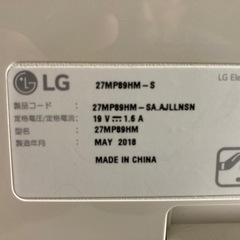 LG
27MP89HM-S
LG Ele
製品コード : 27MP89HM-SA.AJLLNSN
定格電圧/定格電流 : 19 V⎓ 1.6 A
型名 : 27MP89HM
製造年月 : MAY 2018
MADE IN CHINA